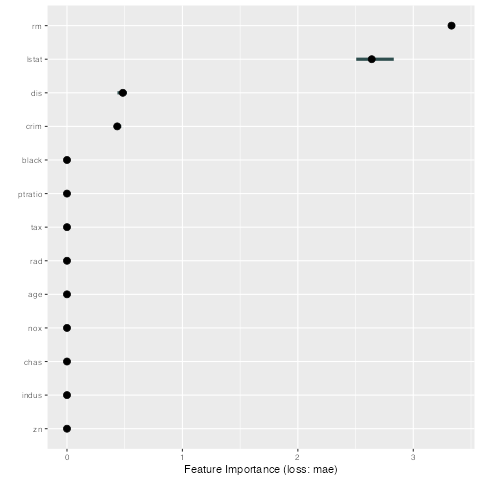 rm
lstat
dis
crim
black
ptratio
tax
rad
age
nox
chas
indus
zn
0 1 2 3
Feature Importance (loss: mae)